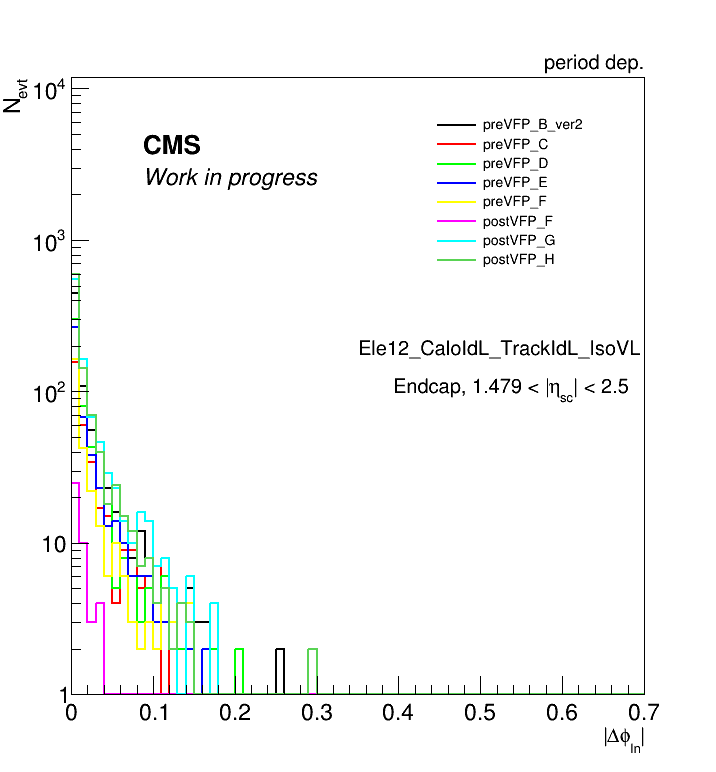 period dep.
N_evt
10^4
10^3
10^2
10
1
CMS
Work in progress
preVFP_B_ver2
preVFP_C
preVFP_D
preVFP_E
preVFP_F
postVFP_F
postVFP_G
postVFP_H
Ele12_CaloIdL_TrackIdL_IsoVL
Endcap, 1.479 < |η_sc| < 2.5
0 0.1 0.2 0.3 0.4 0.5 0.6 0.7
|Δϕ_In|